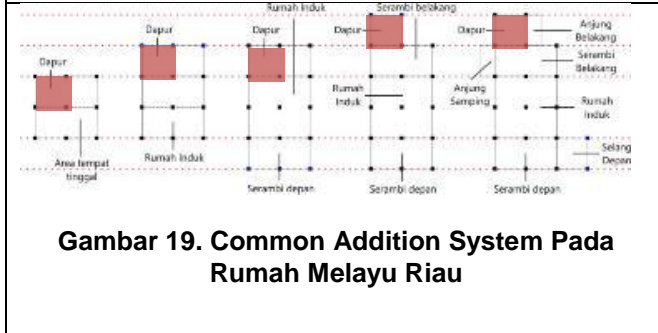 Rumah Induk
Serambi belakang
Dapur
Dapur
Dapur
Dapur
Dapur
Anjung
Belakang
Serambi
Belakang
Rumah
Induk
Anjung
Samping
Rumah
Induk
Area tempat
tinggal
Rumah Induk
Selang
Depan
Serambi depan
Serambi depan
Serambi depan
Gambar 19. Common Addition System Pada
Rumah Melayu Riau